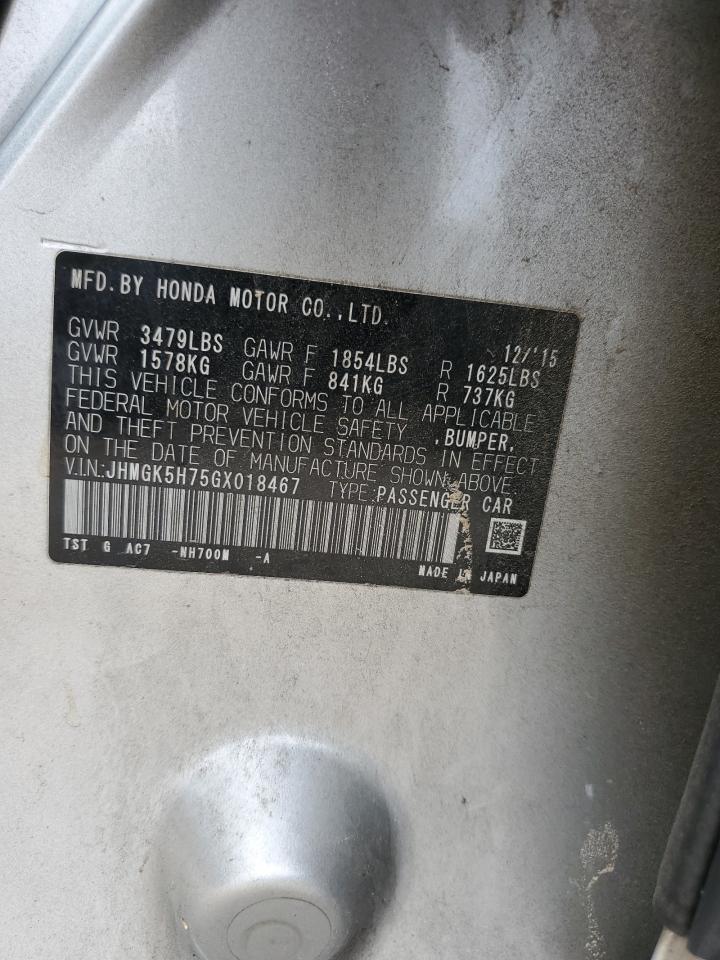 MFD. BY HONDA MOTOR CO., LTD. 12/'15
GVWR 3479LBS GAWR F 1854LBS R 1625LBS
GVWR 1578KG GAWR F 841KG R 737KG
THIS VEHICLE CONFORMS TO ALL APPLICABLE
FEDERAL MOTOR VEHICLE SAFETY ,BUMPER,
AND THEFT PREVENTION STANDARDS IN EFFECT
ON THE DATE OF MANUFACTURE SHOWN ABOVE.
V.I.N. JHMGK5H75GX018467 TYPE: PASSENGER CAR
TST G AC7 -NH700M -A MADE IN JAPAN